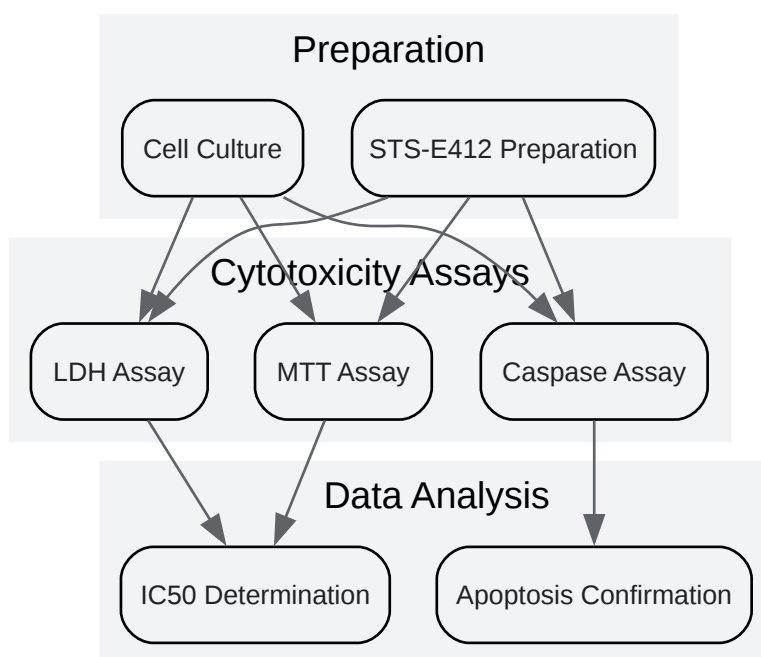 Preparation
Cell Culture
STS-E412 Preparation
Cytotoxicity Assays
LDH Assay
MTT Assay
Caspase Assay
Data Analysis
IC50 Determination
Apoptosis Confirmation